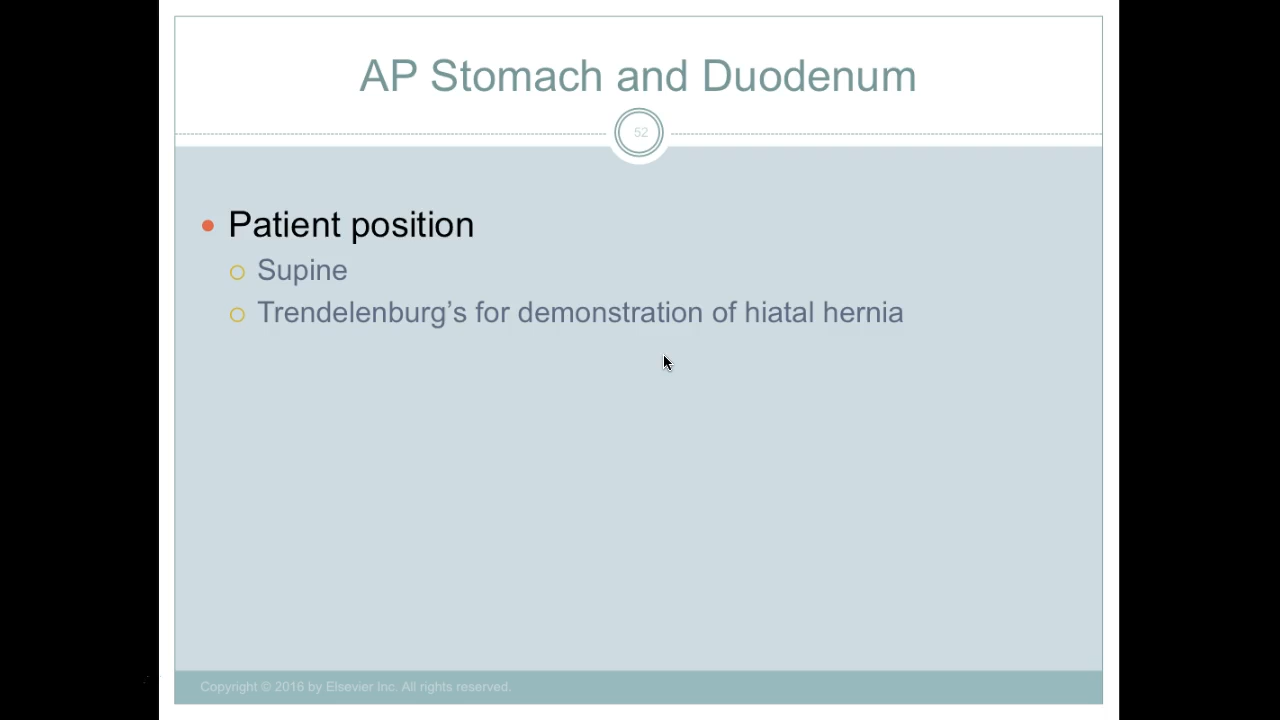 AP Stomach and Duodenum
52
Patient position
Supine
Trendelenburg’s for demonstration of hiatal hernia
Copyright © 2016 by Elsevier Inc. All rights reserved.